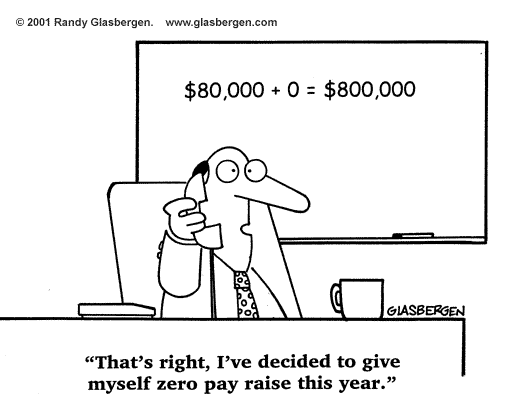 © 2001 Randy Glasbergen. www.glasbergen.com
$80,000 + 0 = $800,000
GLASBERGEN
“That’s right, I’ve decided to give
myself zero pay raise this year.”